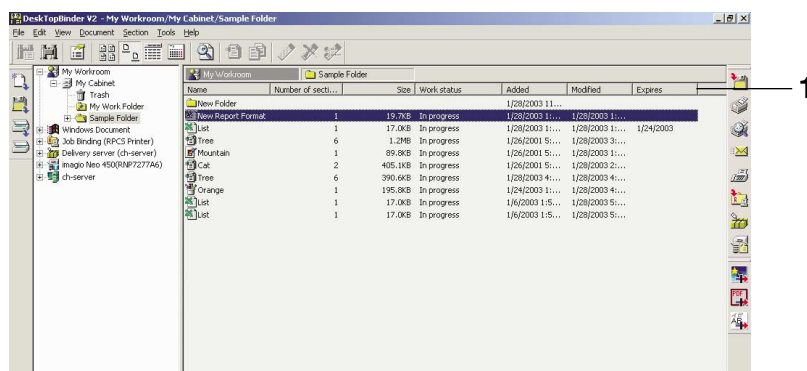 DeskTopBinder V2 - My Workroom/My Cabinet/Sample Folder
File Edit View Document Section Tools Help
My Workroom
My Cabinet
Trash
My Work Folder
Sample Folder
Windows Document
Job Binding (RPCS Printer)
Delivery server (ch-server)
imagio Neo 450(RNP7277A6)
ch-server
My Workroom Sample Folder
Name Number of secti... Size Work status Added Modified Expires
New Folder 1/28/2003 11...
New Report Format 1 19.7KB In progress 1/28/2003 1:... 1/28/2003 1:...
List 1 17.0KB In progress 1/28/2003 1:... 1/28/2003 1:... 1/24/2003
Tree 6 1.2MB In progress 1/26/2001 5:... 1/28/2003 3:...
Mountain 1 89.8KB In progress 1/26/2001 5:... 1/28/2003 1:...
Cat 2 405.1KB In progress 1/26/2001 5:... 1/28/2003 2:...
Tree 6 390.6KB In progress 1/28/2003 4:... 1/28/2003 4:...
Orange 1 195.8KB In progress 1/24/2003 1:... 1/28/2003 4:...
List 1 17.0KB In progress 1/6/2003 1:5... 1/28/2003 5:...
List 1 17.0KB In progress 1/6/2003 1:5... 1/28/2003 5:...
R
PDF
AB
1